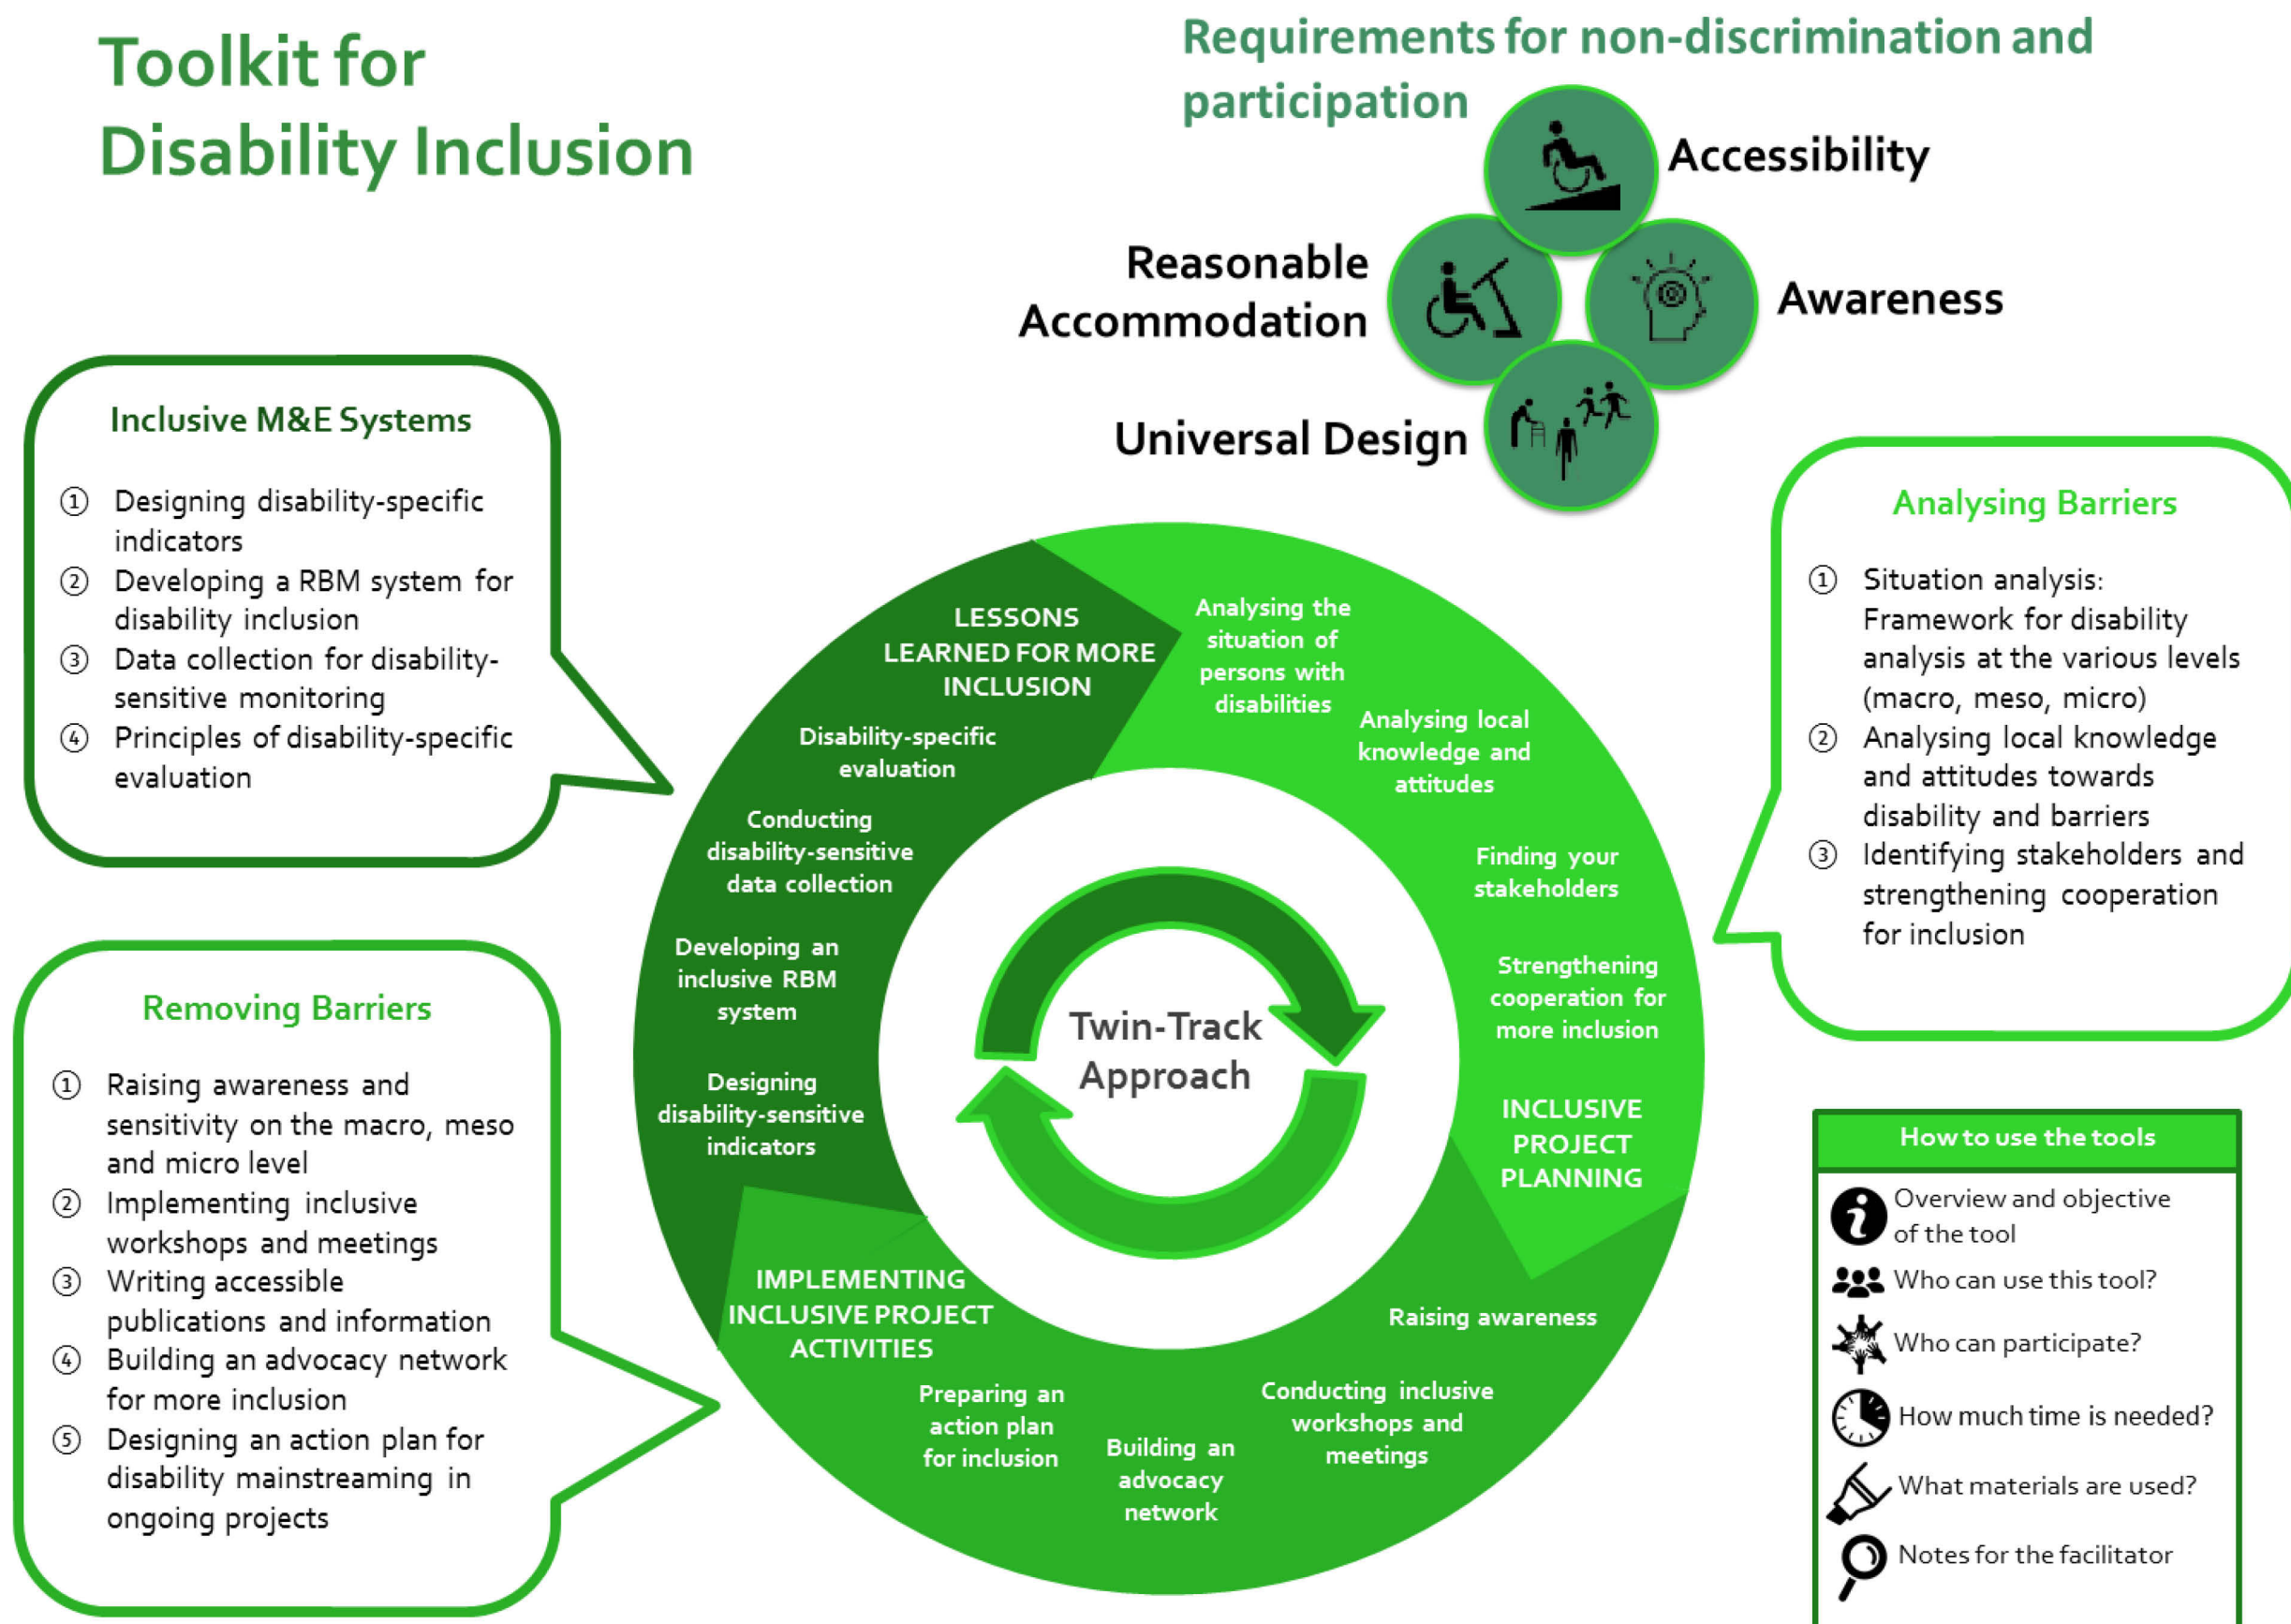 Toolkit for
Disability Inclusion
Requirements for non-discrimination and
participation
Accessibility
Reasonable
Accommodation
Awareness
Universal Design
Inclusive M&E Systems
① Designing disability-specific
indicators
② Developing a RBM system for
disability inclusion
③ Data collection for disability-
sensitive monitoring
④ Principles of disability-specific
evaluation
Removing Barriers
① Raising awareness and
sensitivity on the macro, meso
and micro level
② Implementing inclusive
workshops and meetings
③ Writing accessible
publications and information
④ Building an advocacy network
for more inclusion
⑤ Designing an action plan for
disability mainstreaming in
ongoing projects
Analysing the
situation of
persons with
disabilities
Analysing local
knowledge and
attitudes
Finding your
stakeholders
Strengthening
cooperation for
more inclusion
INCLUSIVE
PROJECT
PLANNING
Raising awareness
Conducting inclusive
workshops and
meetings
Building an
advocacy
network
Preparing an
action plan
for inclusion
IMPLEMENTING
INCLUSIVE PROJECT
ACTIVITIES
Designing
disability-sensitive
indicators
Developing an
inclusive RBM
system
Conducting
disability-sensitive
data collection
Disability-specific
evaluation
LESSONS
LEARNED FOR MORE
INCLUSION
Twin-Track
Approach
Analysing Barriers
① Situation analysis:
Framework for disability
analysis at the various levels
(macro, meso, micro)
② Analysing local knowledge
and attitudes towards
disability and barriers
③ Identifying stakeholders and
strengthening cooperation
for inclusion
How to use the tools
Overview and objective
of the tool
Who can use this tool?
Who can participate?
How much time is needed?
What materials are used?
Notes for the facilitator